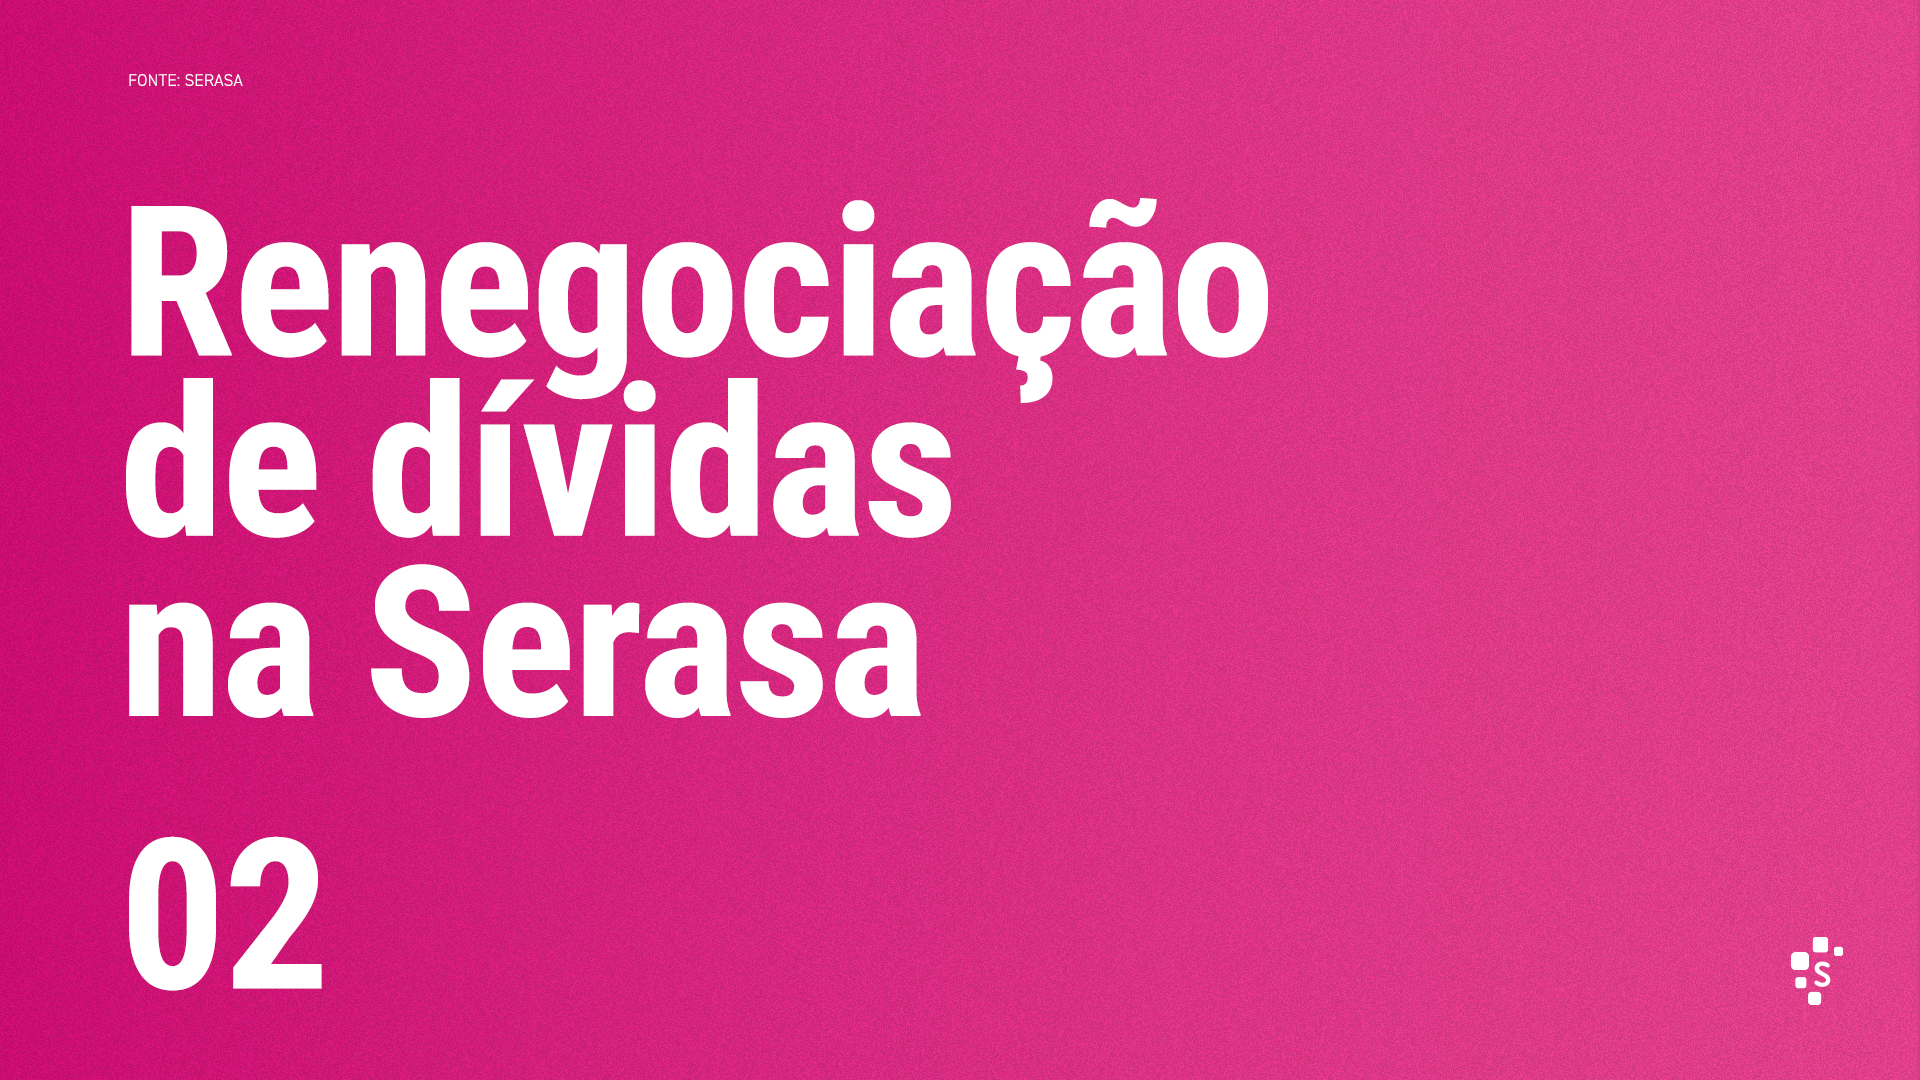 FONTE: SERASA
Renegociação
de dívidas
na Serasa
02
S